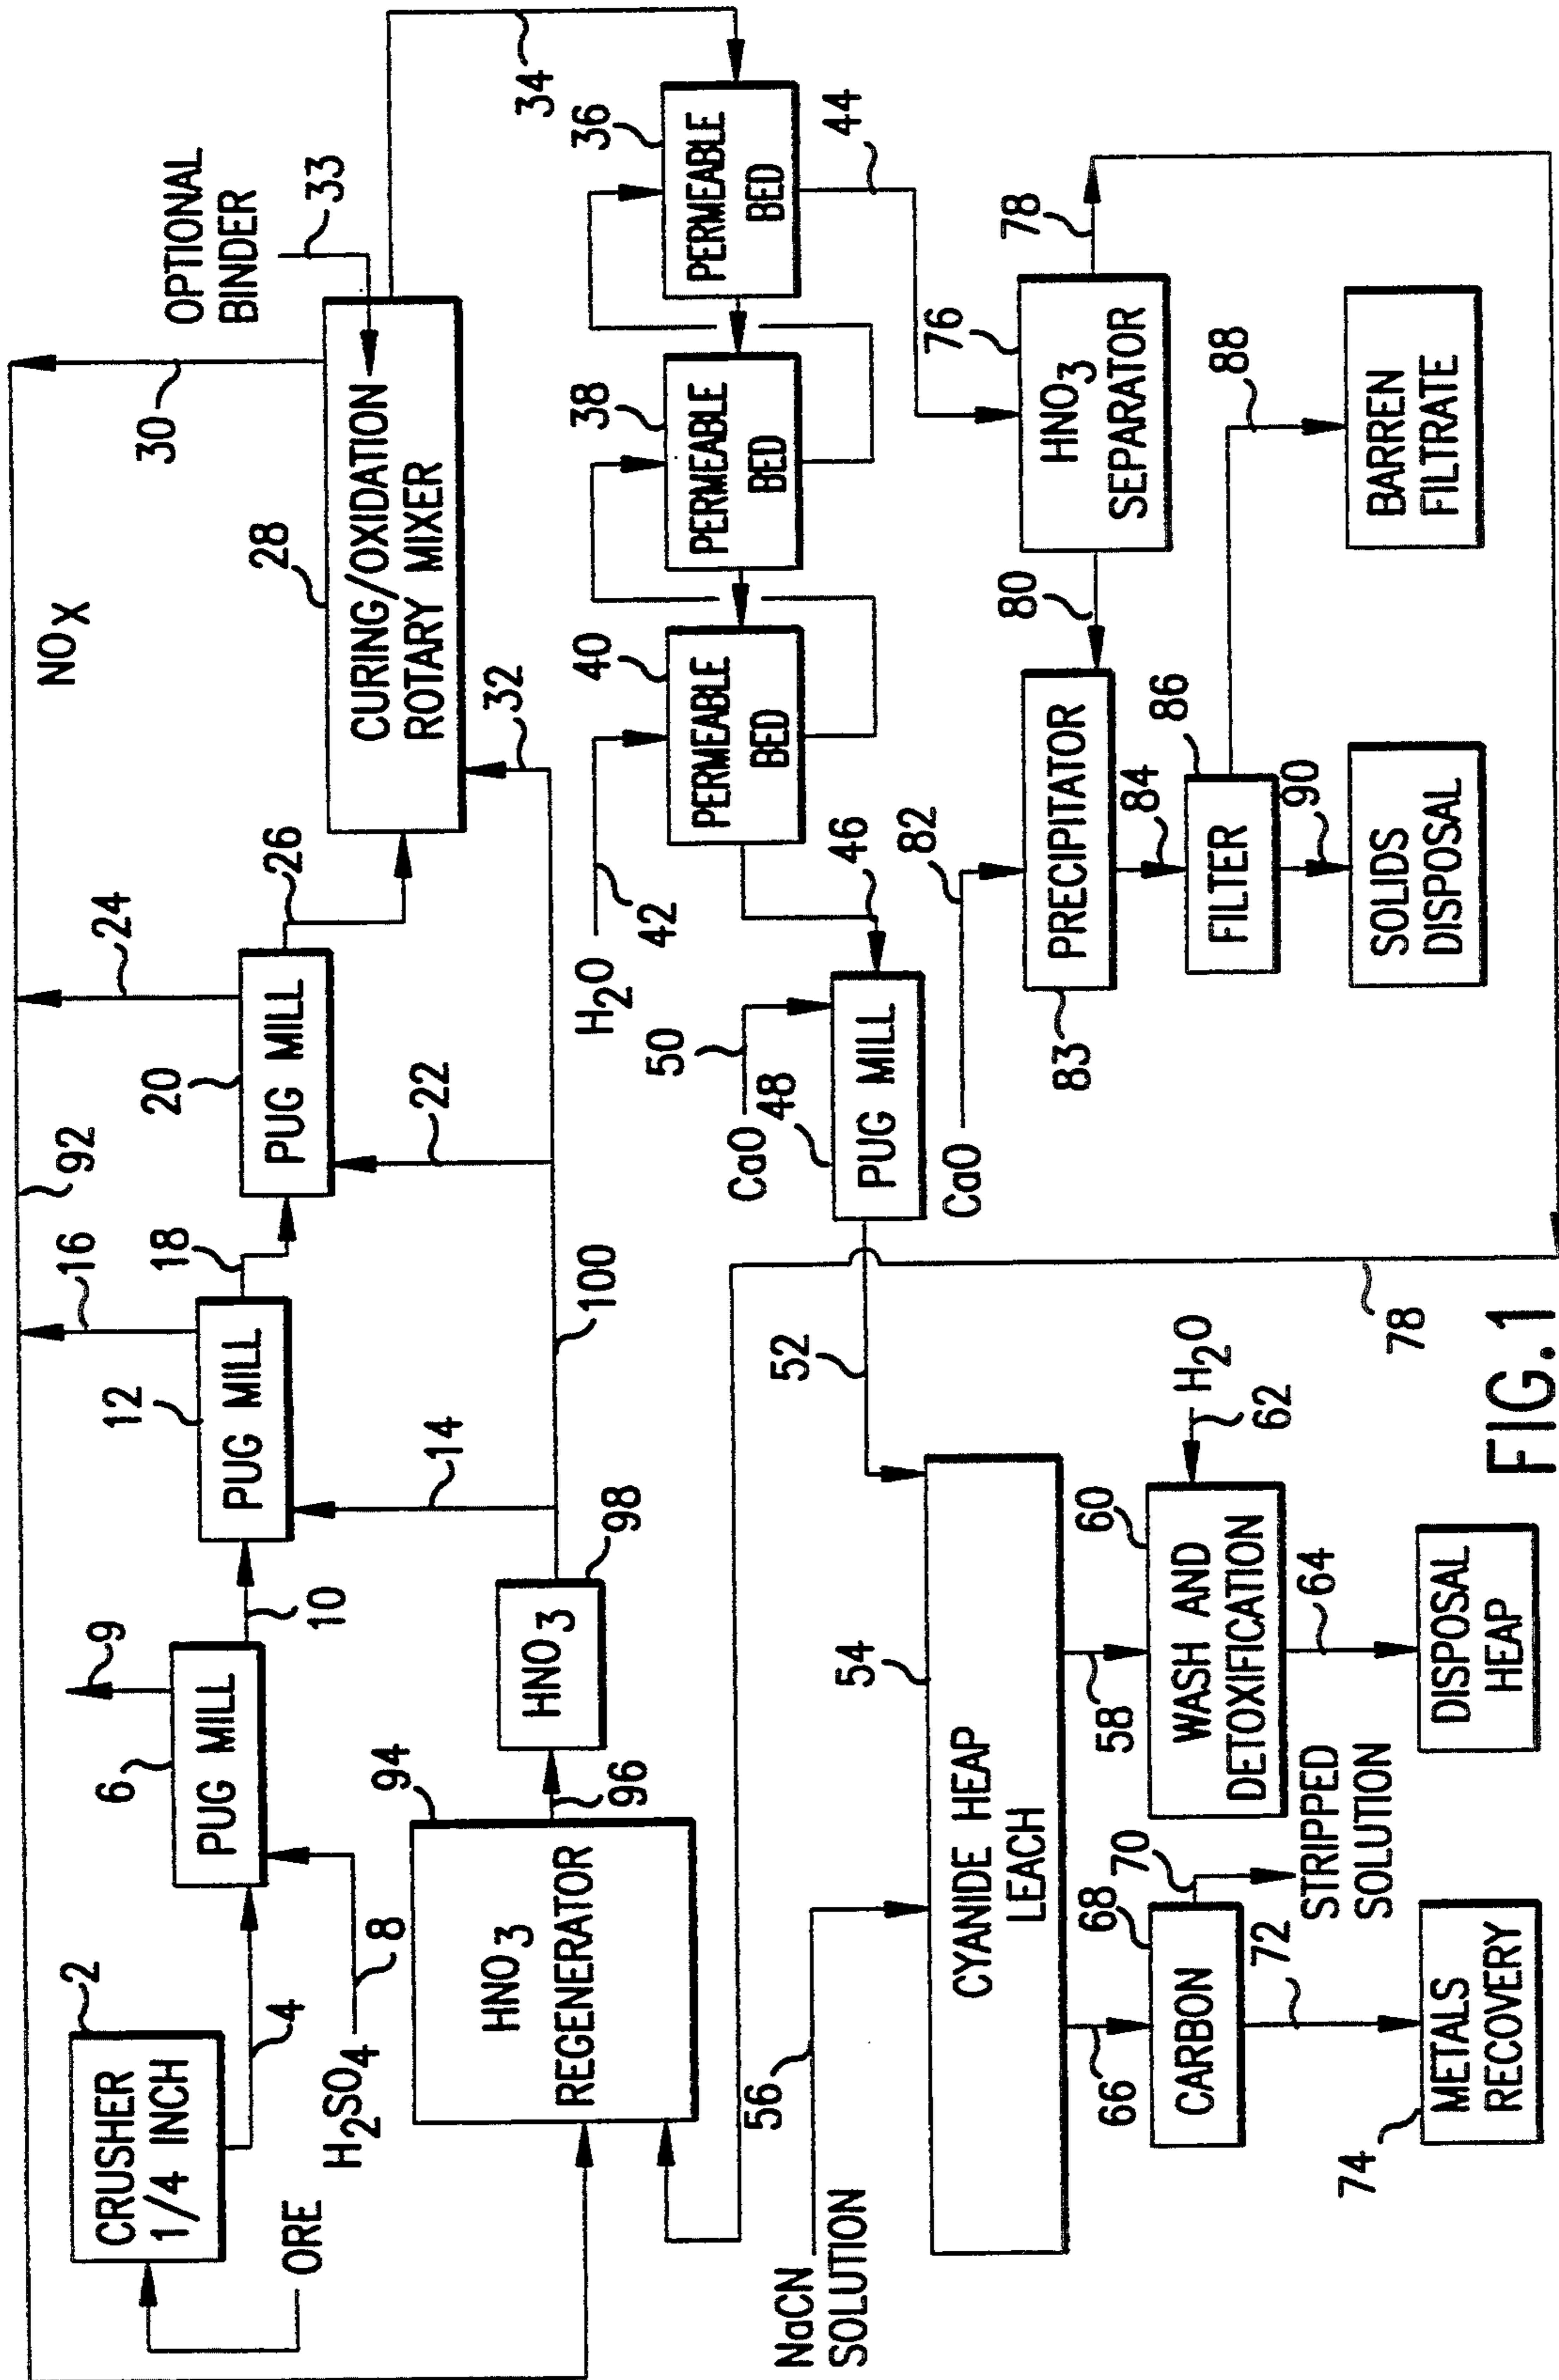 NOX
92
16
24
30
OPTIONAL
BINDER
33
CRUSHER
1/4 INCH
2
4
ORE
H2SO4
8
6
PUG MILL
9
10
12
PUG MILL
14
18
20
PUG MILL
22
26
28
CURING/OXIDATION
ROTARY MIXER
32
34
94
HNO3
REGENERATOR
96
HNO3
98
100
H2O
42
40
PERMEABLE
BED
38
PERMEABLE
BED
36
PERMEABLE
BED
44
46
CaO
50
48
PUG MILL
52
NaCN
SOLUTION
56
54
CYANIDE HEAP
LEACH
58
60
WASH AND
DETOXIFICATION
H2O
62
64
DISPOSAL
HEAP
66
68
CARBON
70
STRIPPED
SOLUTION
72
74
METALS
RECOVERY
76
HNO3
SEPARATOR
78
80
CaO
82
83
PRECIPITATOR
84
86
FILTER
88
BARREN
FILTRATE
90
SOLIDS
DISPOSAL
78
FIG.1